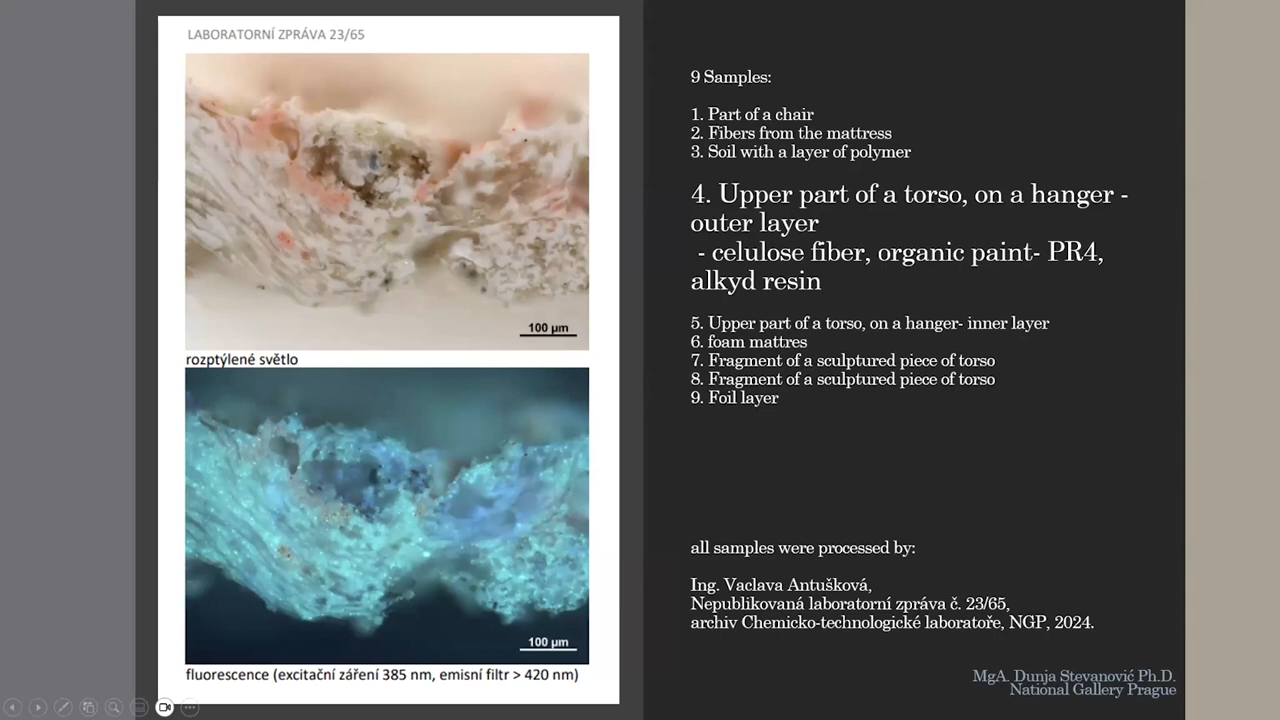 LABORATORNÍ ZPRÁVA 23/65
100 µm
rozptýlené světlo
100 µm
fluorescence (excitační záření 385 nm, emisní filtr > 420 nm)
9 Samples:
1. Part of a chair
2. Fibers from the mattress
3. Soil with a layer of polymer
4. Upper part of a torso, on a hanger -
outer layer
- celulose fiber, organic paint- PR4,
alkyd resin
5. Upper part of a torso, on a hanger- inner layer
6. foam mattres
7. Fragment of a sculptured piece of torso
8. Fragment of a sculptured piece of torso
9. Foil layer
all samples were processed by:
Ing. Vaclava Antušková,
Nepublikovaná laboratorní zpráva č. 23/65,
archiv Chemicko-technologické laboratoře, NGP, 2024.
MgA. Dunja Stevanović Ph.D.
National Gallery Prague